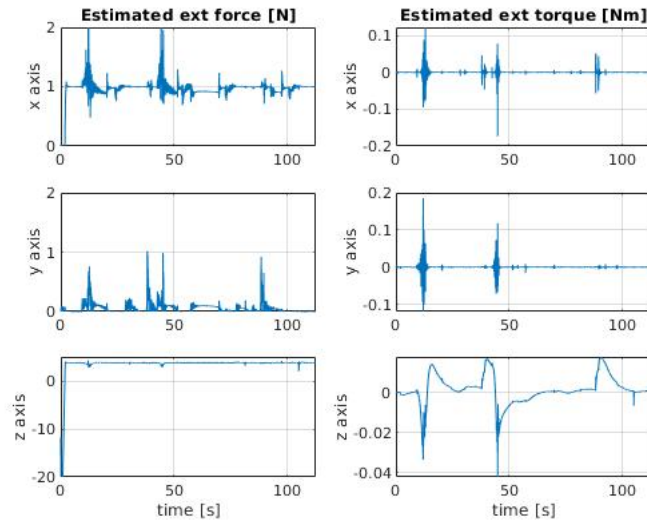 Estimated ext force [N]
Estimated ext torque [Nm]
2
1
0
x axis
0 50 100
0.1
0
-0.1
-0.2
x axis
0 50 100
2
1
0
y axis
0 50 100
0.2
0.1
0
-0.1
y axis
0 50 100
0
-10
-20
z axis
0 50 100
time [s]
0
-0.02
-0.04
z axis
0 50 100
time [s]